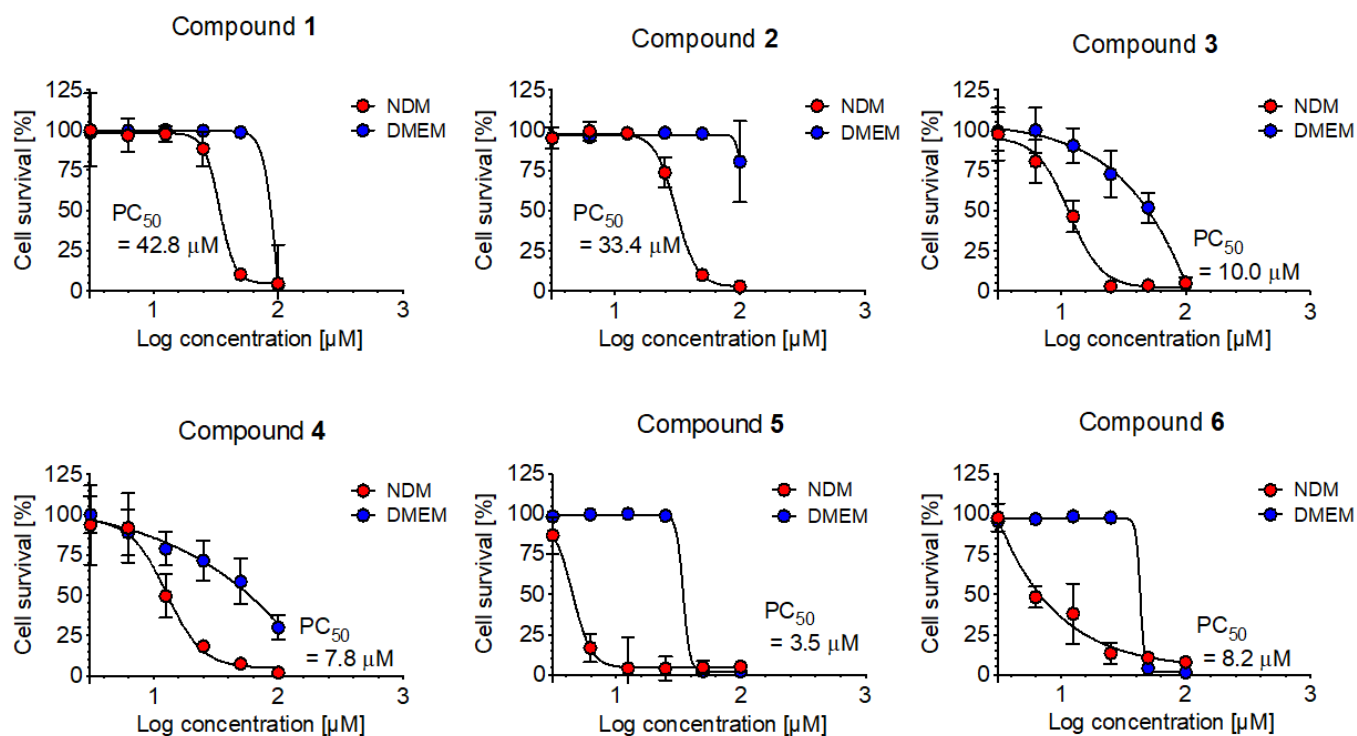 Compound 1
125
100
75
50
25
0
Cell survival [%]
NDM
DMEM
PC50
= 42.8 µM
1
2
3
Log concentration [µM]
Compound 2
125
100
75
50
25
0
Cell survival [%]
NDM
DMEM
PC50
= 33.4 µM
1
2
3
Log concentration [µM]
Compound 3
125
100
75
50
25
0
Cell survival [%]
NDM
DMEM
PC50
= 10.0 µM
1
2
3
Log concentration [µM]
Compound 4
125
100
75
50
25
0
Cell survival [%]
NDM
DMEM
PC50
= 7.8 µM
1
2
3
Log concentration [µM]
Compound 5
125
100
75
50
25
0
Cell survival [%]
NDM
DMEM
PC50
= 3.5 µM
1
2
3
Log concentration [µM]
Compound 6
125
100
75
50
25
0
Cell survival [%]
NDM
DMEM
PC50
= 8.2 µM
1
2
3
Log concentration [µM]